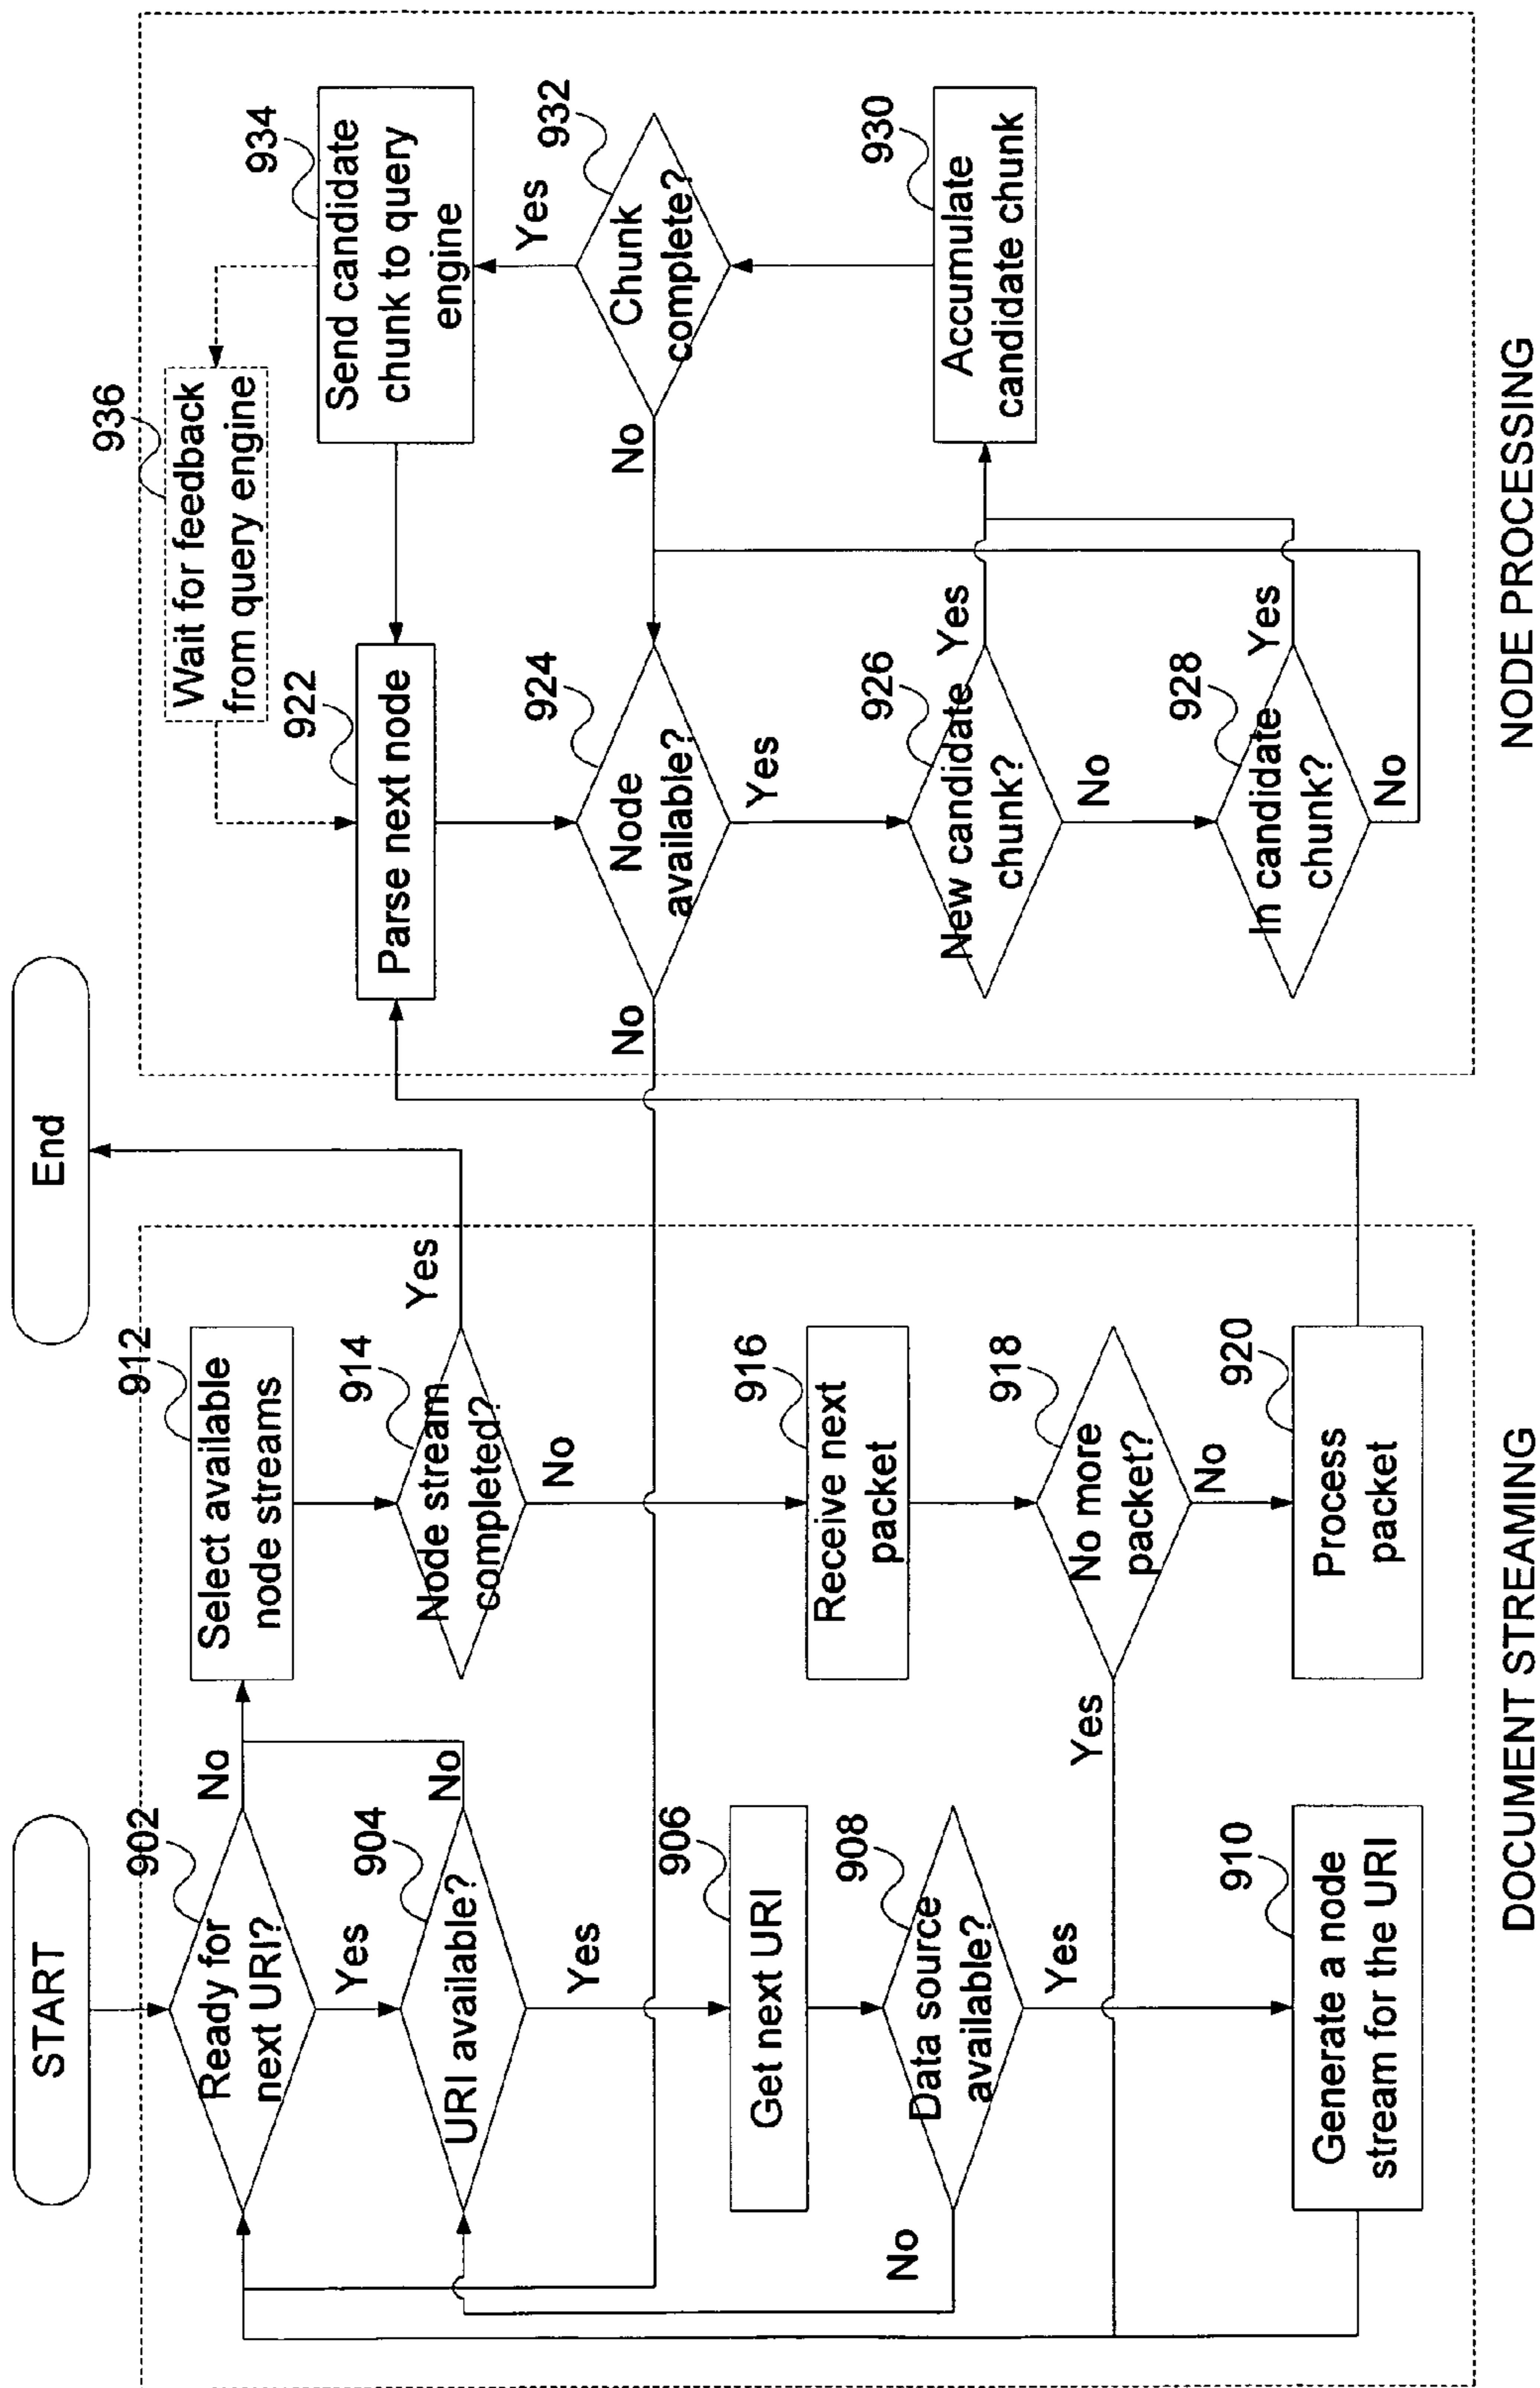 START
End
902
Ready for
next URI?
No
Yes
904
URI available?
No
Yes
906
Get next URI
908
Data source
available?
No
Yes
910
Generate a node
stream for the URI
912
Select available
node streams
914
Node stream
completed?
Yes
No
916
Receive next
packet
918
No more
packet?
Yes
No
920
Process
packet
DOCUMENT STREAMING
936
Wait for feedback
from query engine
922
Parse next node
924
Node
available?
No
Yes
926
New candidate
chunk?
Yes
No
928
In candidate
chunk?
Yes
No
934
Send candidate
chunk to query
engine
932
Chunk
complete?
Yes
No
930
Accumulate
candidate chunk
NODE PROCESSING